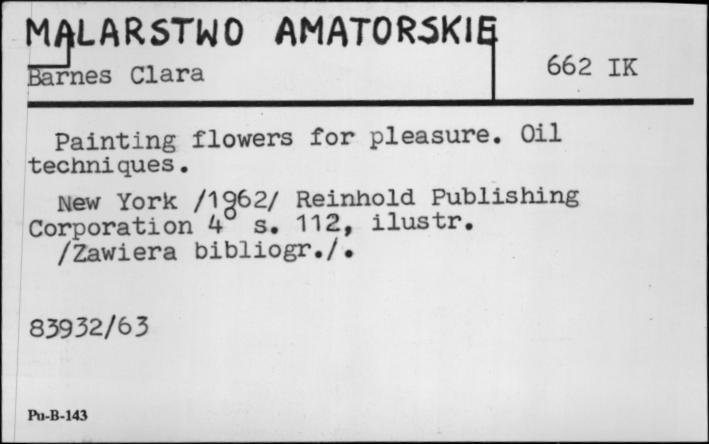 MALARSTWO AMATORSKIE
Barnes Clara
662 IK
Painting flowers for pleasure. Oil
techniques.
New York /1962/ Reinhold Publishing
Corporation 4° s. 112, ilustr.
/Zawiera bibliogr./.
83932/63
Pu-B-143